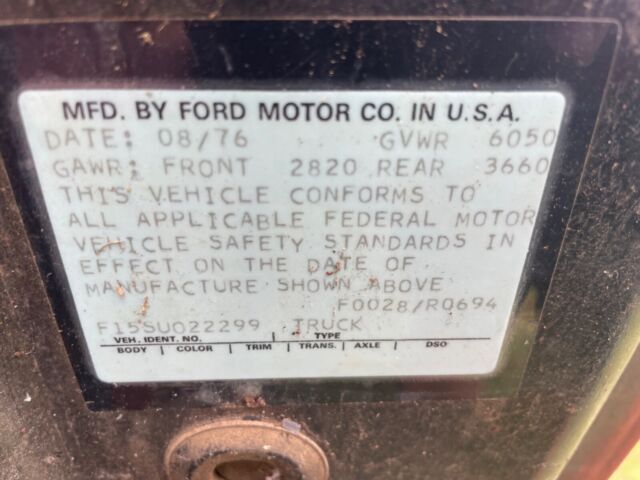 MFD. BY FORD MOTOR CO. IN U.S.A.
DATE: 08/76 GVWR 6050
GAWR: FRONT 2820 REAR 3660
THIS VEHICLE CONFORMS TO
ALL APPLICABLE FEDERAL MOTOR
VEHICLE SAFETY STANDARDS IN
EFFECT ON THE DATE OF
MANUFACTURE SHOWN ABOVE
F0028/R0694
F15SU022299 TRUCK
VEH. IDENT. NO. TYPE
BODY COLOR TRIM TRANS. AXLE DSO